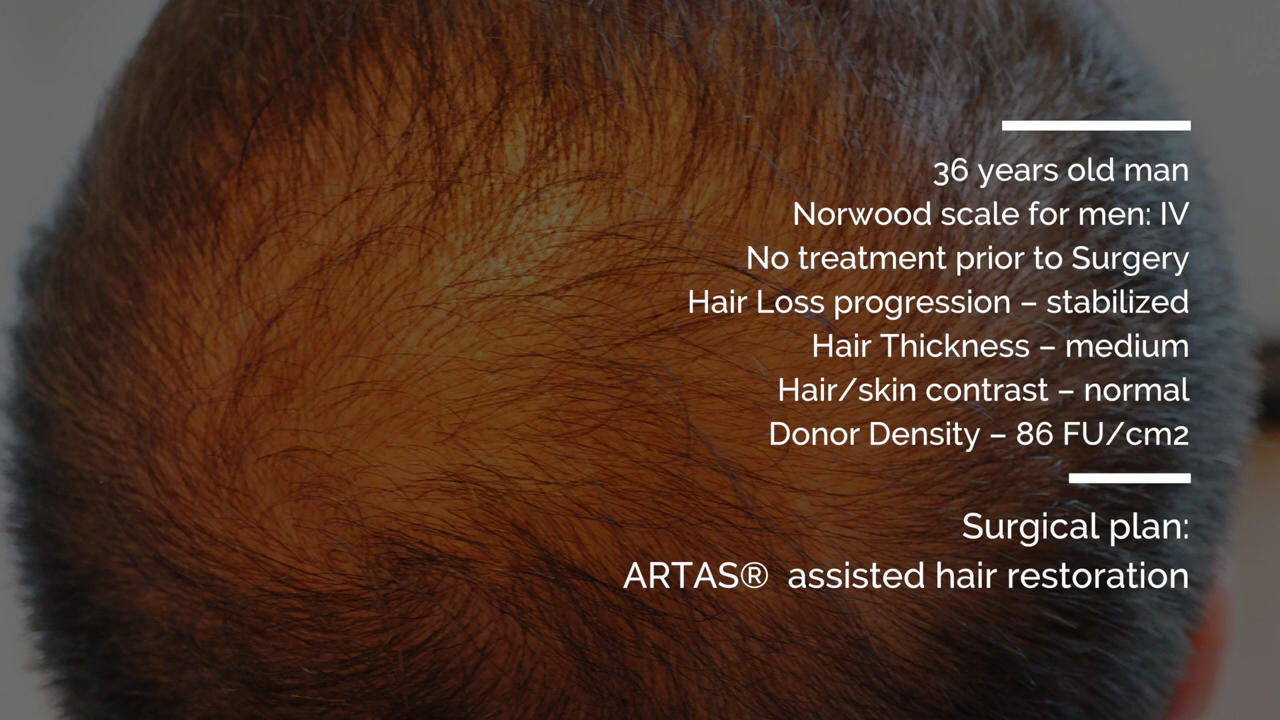 36 years old man
Norwood scale for men: IV
No treatment prior to Surgery
Hair Loss progression – stabilized
Hair Thickness – medium
Hair/skin contrast – normal
Donor Density – 86 FU/cm2
Surgical plan:
ARTAS® assisted hair restoration